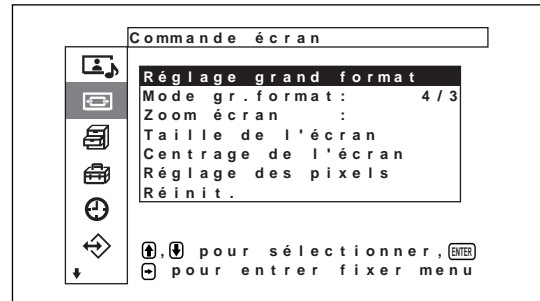 Commande écran
Réglage grand format
Mode gr.format: 4/3
Zoom écran :
Taille de l'écran
Centrage de l'écran
Réglage des pixels
Réinit.
, pour sélectionner, ENTER
pour entrer fixer menu